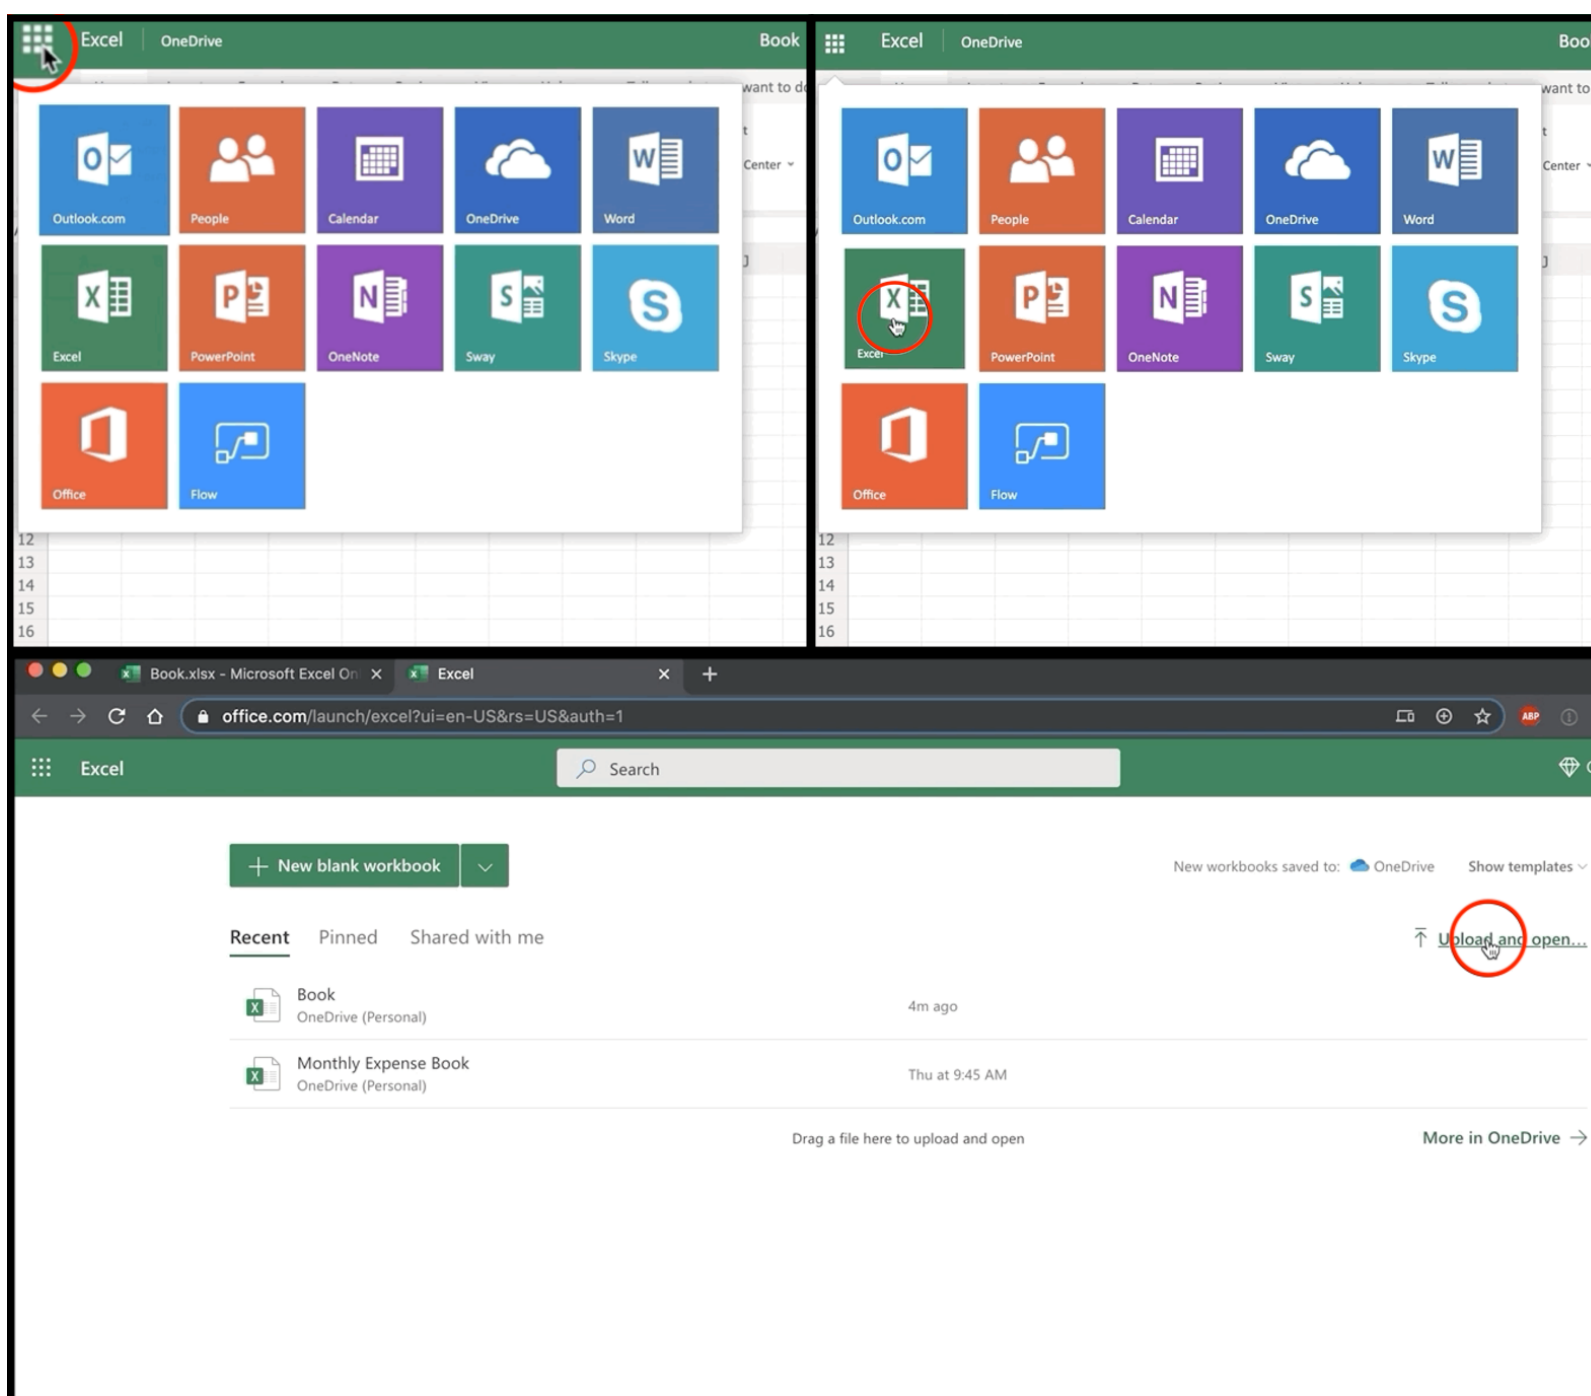 Excel OneDrive Book
want to do
t
Center
Outlook.com People Calendar OneDrive Word
J
Excel PowerPoint OneNote Sway Skype
Office Flow
12
13
14
15
16
Excel OneDrive
want to
t
Center
Outlook.com People Calendar OneDrive Word
J
Excel PowerPoint OneNote Sway Skype
Office Flow
12
13
14
15
16
Book.xlsx - Microsoft Excel On Excel
office.com/launch/excel?ui=en-US&rs=US&auth=1 ABP
Excel Search
New blank workbook New workbooks saved to: OneDrive Show templates
Recent Pinned Shared with me Upload and open...
Book
OneDrive (Personal) 4m ago
Monthly Expense Book
OneDrive (Personal) Thu at 9:45 AM
Drag a file here to upload and open More in OneDrive